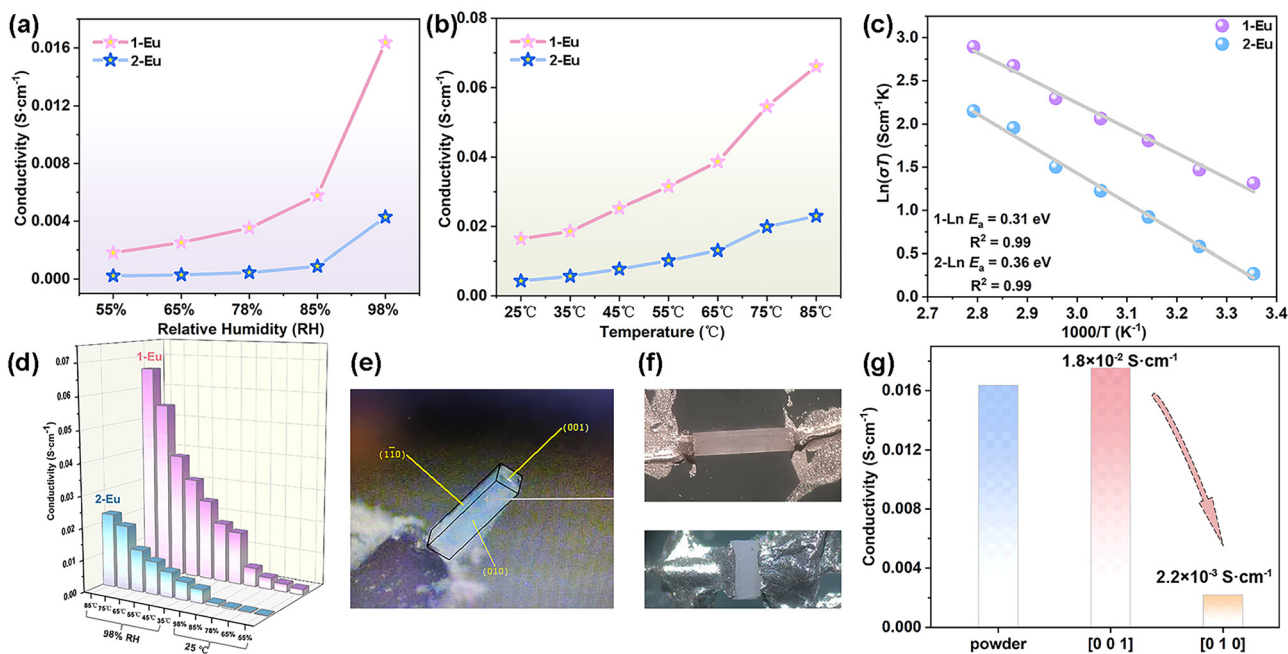 (a)
1-Eu
2-Eu
0.016
0.012
0.008
0.004
0.000
Conductivity (S·cm⁻¹)
55% 65% 78% 85% 98%
Relative Humidity (RH)
(b)
1-Eu
2-Eu
0.08
0.06
0.04
0.02
0.00
Conductivity (S·cm⁻¹)
25℃ 35℃ 45℃ 55℃ 65℃ 75℃ 85℃
Temperature (℃)
(c)
1-Eu
2-Eu
3.0
2.5
2.0
1.5
1.0
0.5
0.0
Ln(σT) (Scm⁻¹K)
1-Ln Eₐ = 0.31 eV
R² = 0.99
2-Ln Eₐ = 0.36 eV
R² = 0.99
2.7 2.8 2.9 3.0 3.1 3.2 3.3 3.4
1000/T (K⁻¹)
(d)
1-Eu
2-Eu
0.07
0.06
0.05
0.04
0.03
0.02
0.01
0.00
Conductivity (S·cm⁻¹)
85℃ 75℃ 65℃ 55℃ 45℃ 35℃ 98% 85% 78% 65% 55%
98% RH
25 ℃
(e)
(001)
(11̄0)
(010)
(f)
(g)
1.8×10⁻² S·cm⁻¹
2.2×10⁻³ S·cm⁻¹
0.016
0.012
0.008
0.004
0.000
Conductivity (S·cm⁻¹)
powder [0 0 1] [0 1 0]